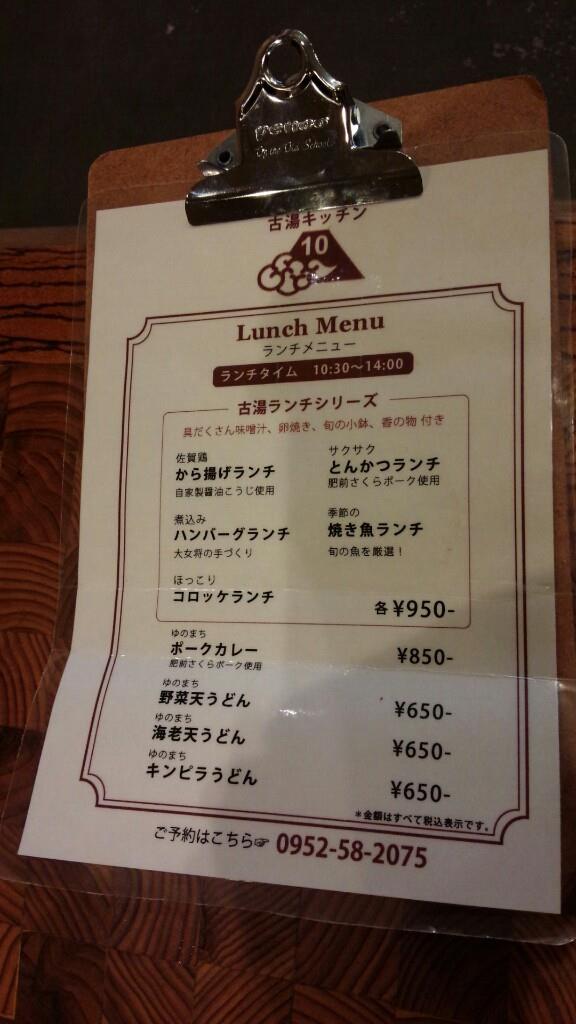 古湯キッチン
10
Lunch Menu
ランチメニュー
ランチタイム 10:30～14:00
古湯ランチシリーズ
具だくさん味噌汁、卵焼き、旬の小鉢、香の物 付き
佐賀鶏
から揚げランチ
自家製醤油こうじ使用
サクサク
とんかつランチ
肥前さくらポーク使用
煮込み
ハンバーグランチ
大女将の手づくり
季節の
焼き魚ランチ
旬の魚を厳選！
ほっこり
コロッケランチ
各 ¥950-
ゆのまち
ポークカレー ¥850-
肥前さくらポーク使用
ゆのまち
野菜天うどん ¥650-
ゆのまち
海老天うどん ¥650-
ゆのまち
キンピラうどん ¥650-
＊金額はすべて税込表示です。
ご予約はこちら☞ 0952-58-2075